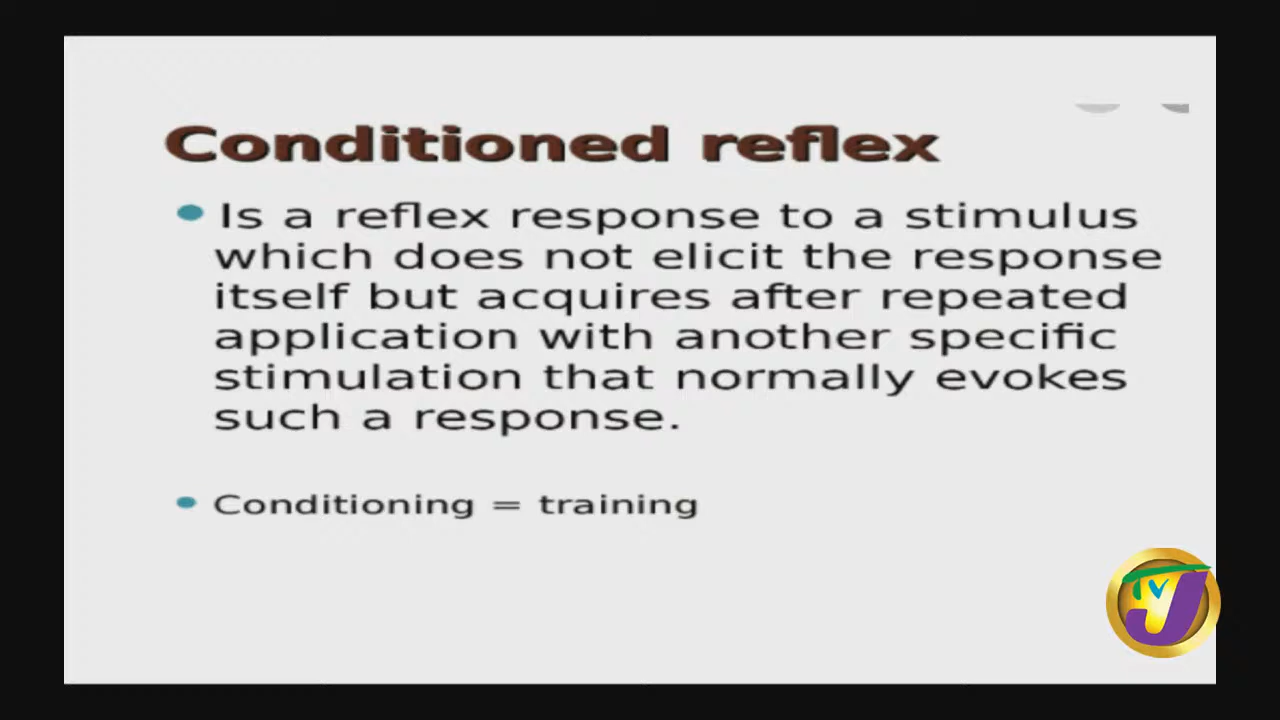 Conditioned reflex
Is a reflex response to a stimulus
which does not elicit the response
itself but acquires after repeated
application with another specific
stimulation that normally evokes
such a response.
Conditioning = training
TVJ